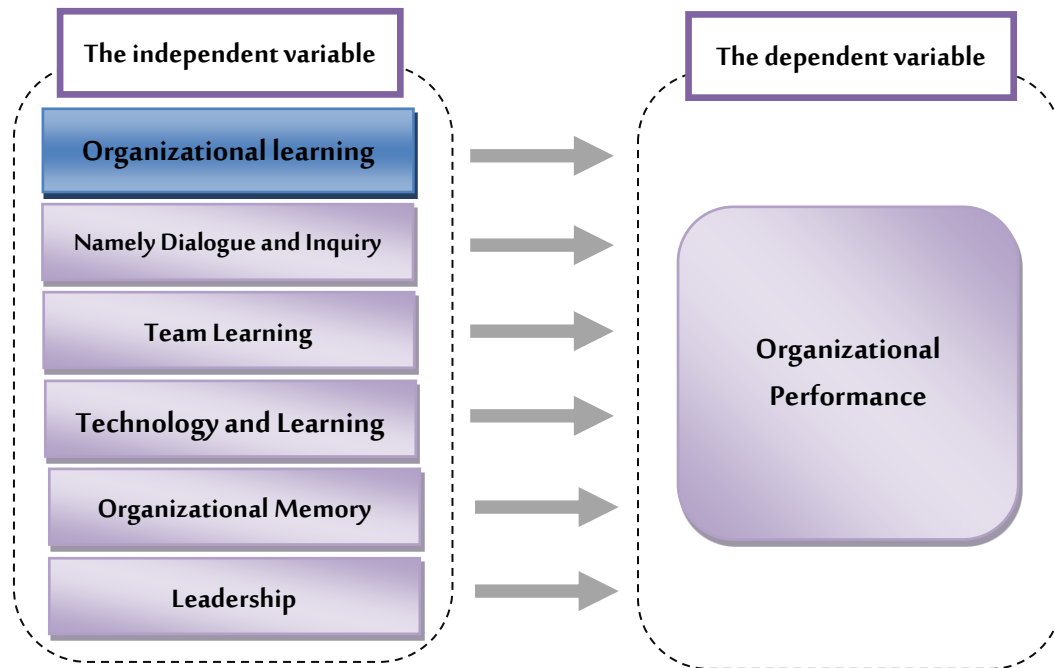 The independent variable
Organizational learning
Namely Dialogue and Inquiry
Team Learning
Technology and Learning
Organizational Memory
Leadership
The dependent variable
Organizational
Performance